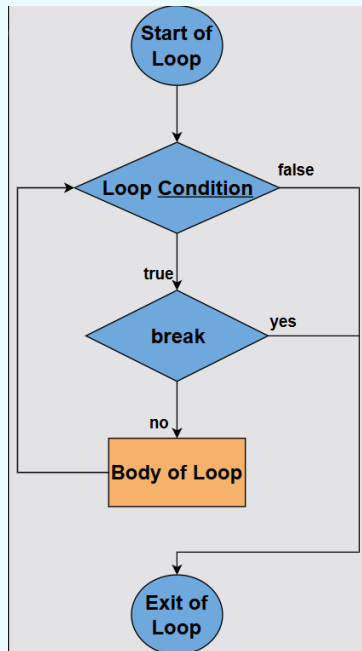 Start of
Loop
Loop Condition
false
true
break
yes
no
Body of Loop
Exit of
Loop